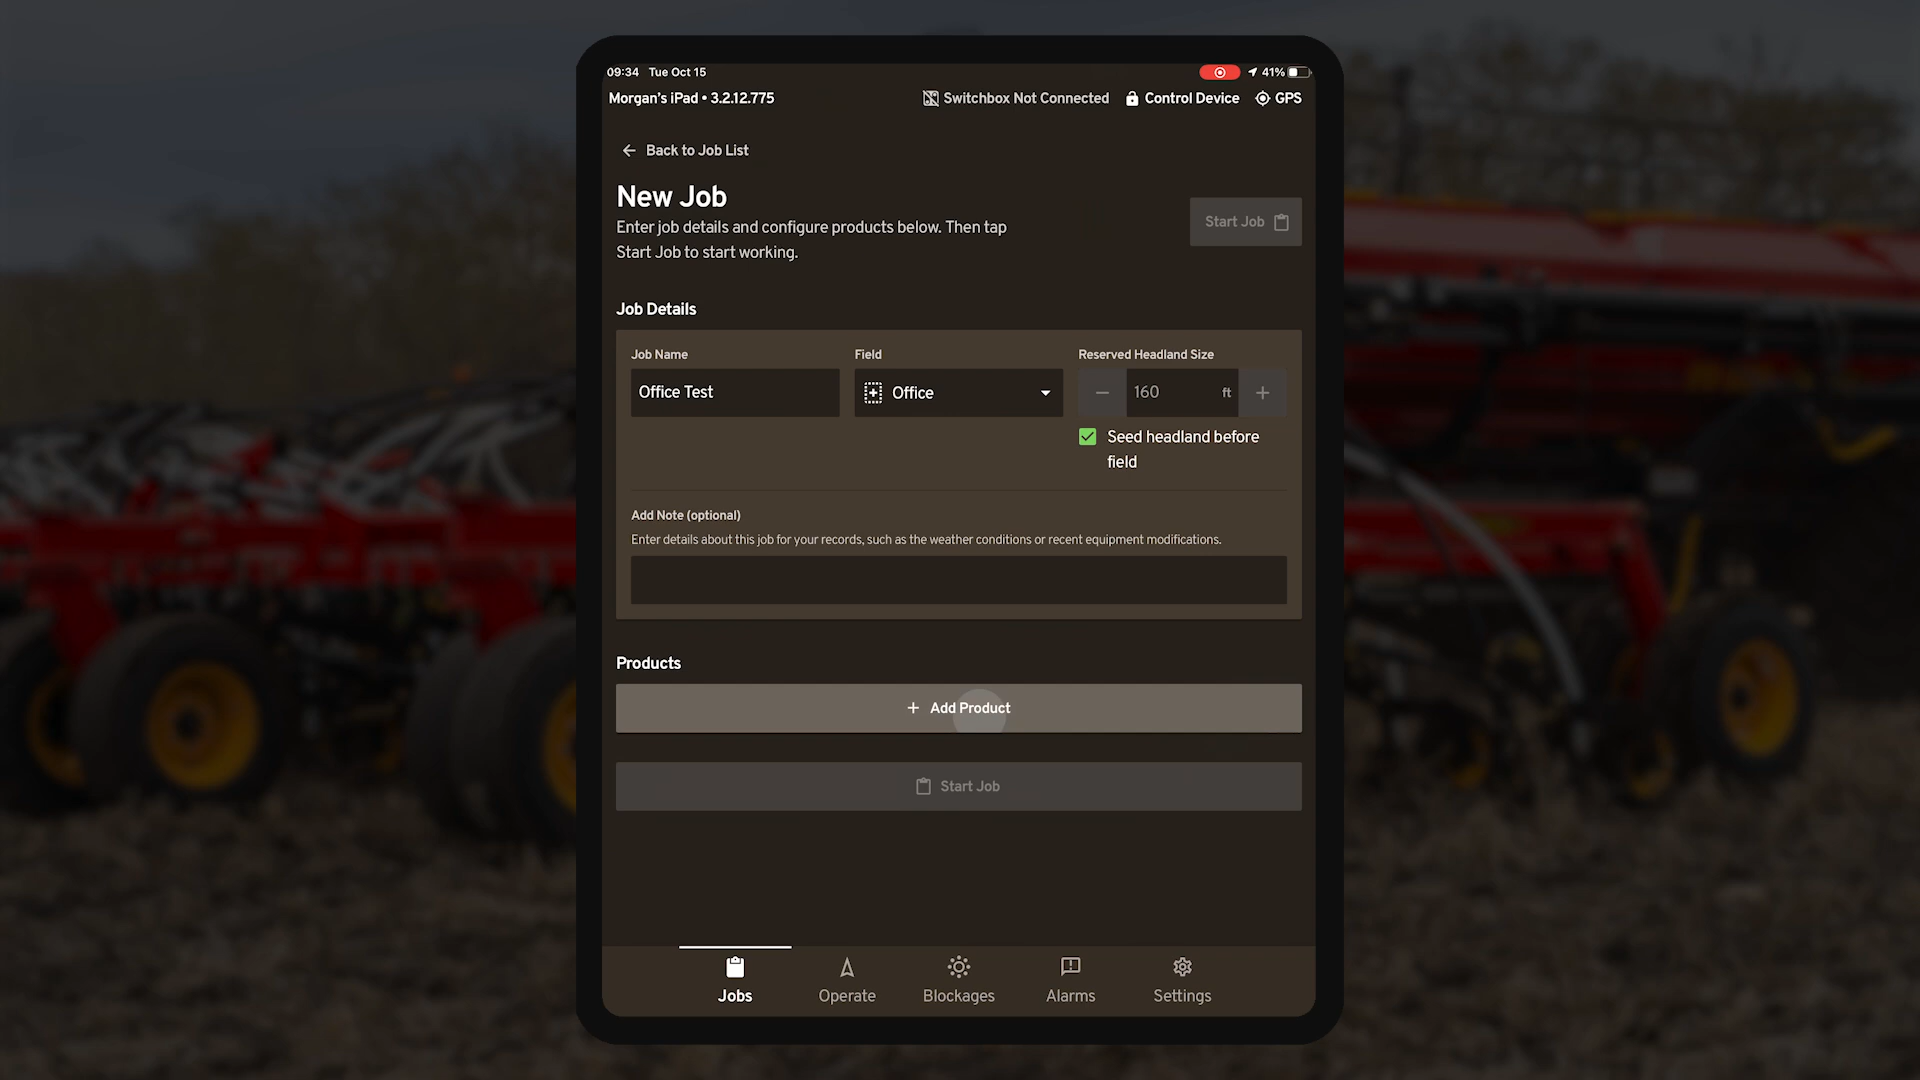 09:34 Tue Oct 15
41%
Morgan's iPad • 3.2.12.775
Switchbox Not Connected
Control Device
GPS
Back to Job List
New Job
Enter job details and configure products below. Then tap
Start Job to start working.
Start Job
Job Details
Job Name
Field
Reserved Headland Size
Office Test
Office
160 ft
Seed headland before
field
Add Note (optional)
Enter details about this job for your records, such as the weather conditions or recent equipment modifications.
Products
+ Add Product
Start Job
Jobs
Operate
Blockages
Alarms
Settings